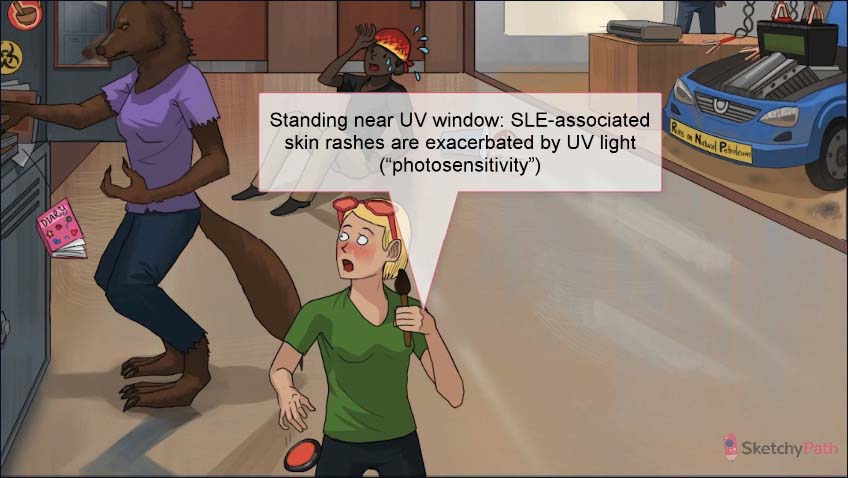 Standing near UV window: SLE-associated
skin rashes are exacerbated by UV light
("photosensitivity")
DIARY
Runs on Natural Petroleum
SketchyPath